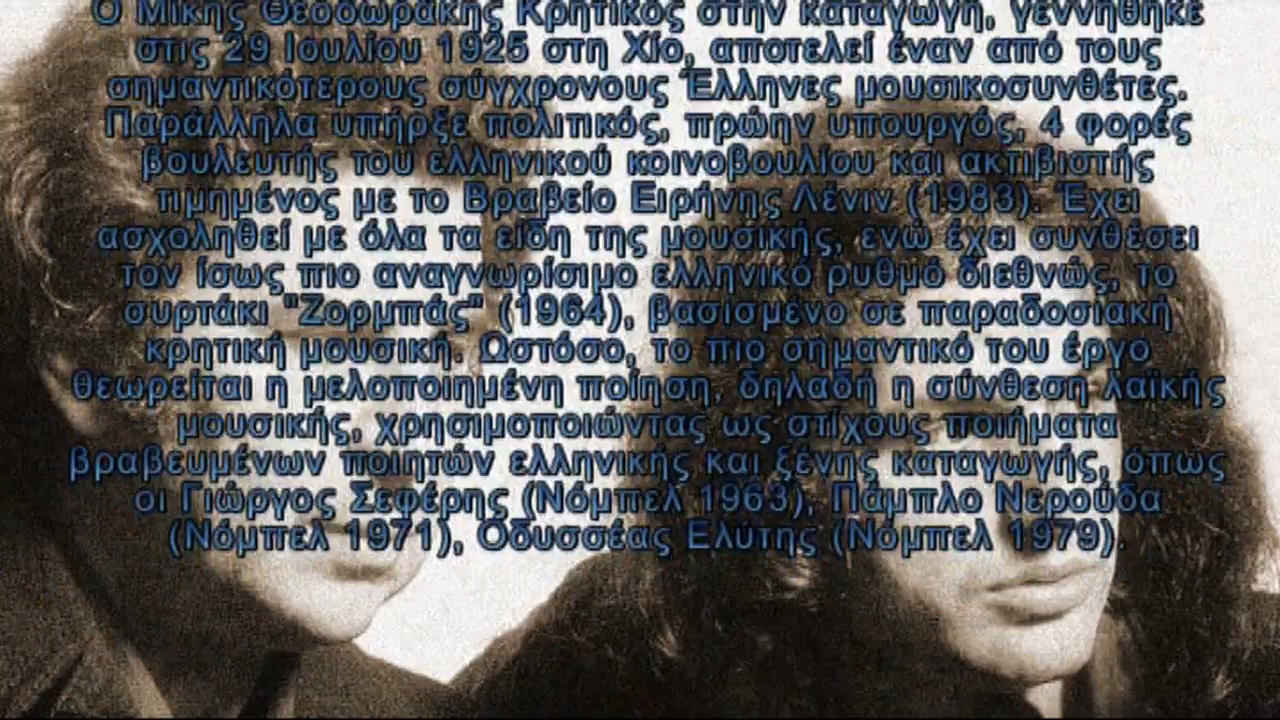 Ο Μίκης Θεοδωράκης Κρητικός στην καταγωγή, γεννήθηκε
στις 29 Ιουλίου 1925 στη Χίο, αποτελεί έναν από τους
σημαντικότερους σύγχρονους Έλληνες μουσικοσυνθέτες.
Παράλληλα υπήρξε πολιτικός, πρώην υπουργός, 4 φορές
βουλευτής του ελληνικού κοινοβουλίου και ακτιβιστής
τιμημένος με το Βραβείο Ειρήνης Λένιν (1983). Έχει
ασχοληθεί με όλα τα είδη της μουσικής, ενώ έχει συνθέσει
τον ίσως πιο αναγνωρίσιμο ελληνικό ρυθμό διεθνώς, το
συρτάκι "Ζορμπάς" (1964), βασισμένο σε παραδοσιακή
κρητική μουσική. Ωστόσο, το πιο σημαντικό του έργο
θεωρείται η μελοποιημένη ποίηση, δηλαδή η σύνθεση λαϊκής
μουσικής, χρησιμοποιώντας ως στίχους ποιήματα
βραβευμένων ποιητών ελληνικής και ξένης καταγωγής, όπως
οι Γιώργος Σεφέρης (Νόμπελ 1963), Πάμπλο Νερούδα
(Νόμπελ 1971), Οδυσσέας Ελύτης (Νόμπελ 1979).